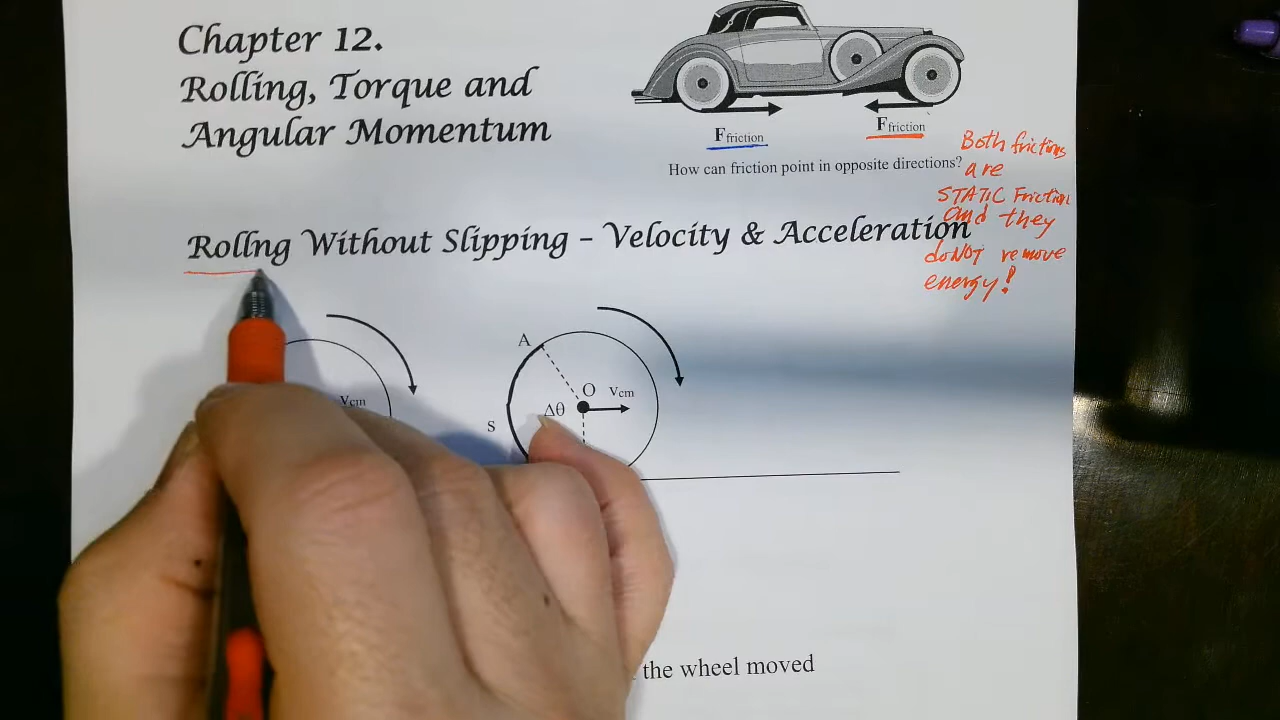 Chapter 12.
Rolling, Torque and
Angular Momentum
Ffriction
Ffriction
How can friction point in opposite directions?
Both frictions
are
STATIC Friction
and they
do NOT remove
energy!
Rollng Without Slipping – Velocity & Acceleration
Vcm
A
O
Vcm
Δθ
s
the wheel moved